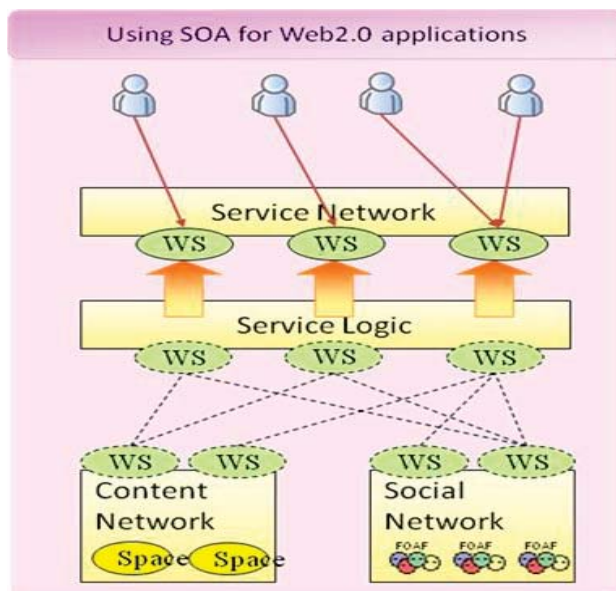 Using SOA for Web2.0 applications
Service Network
WS WS WS
Service Logic
WS WS WS
WS WS WS WS
Content
Network
Space Space
Social
Network
FOAF FOAF FOAF